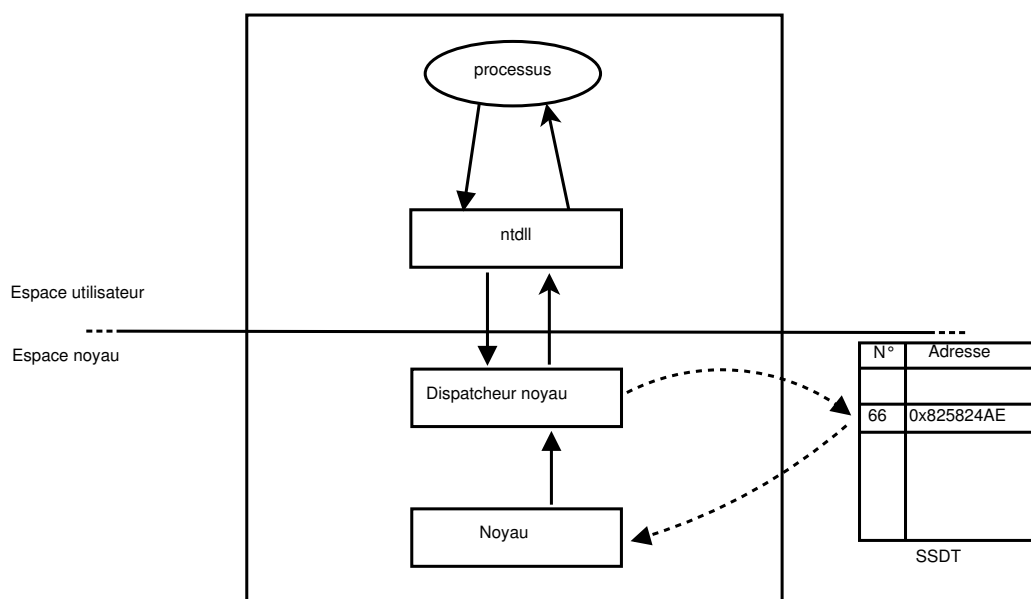 processus
ntdll
Espace utilisateur
Espace noyau
N° Adresse
Dispatcheur noyau
66 0x825824AE
Noyau
SSDT